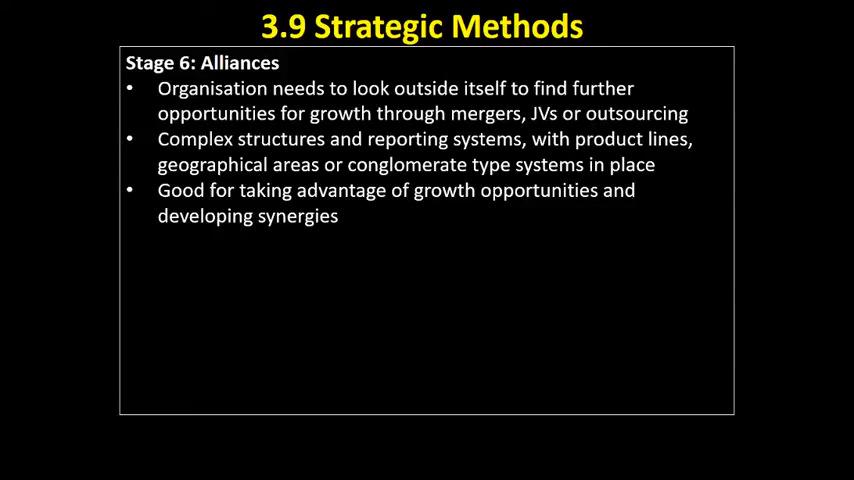 3.9 Strategic Methods
Stage 6: Alliances
• Organisation needs to look outside itself to find further
opportunities for growth through mergers, JVs or outsourcing
• Complex structures and reporting systems, with product lines,
geographical areas or conglomerate type systems in place
• Good for taking advantage of growth opportunities and
developing synergies